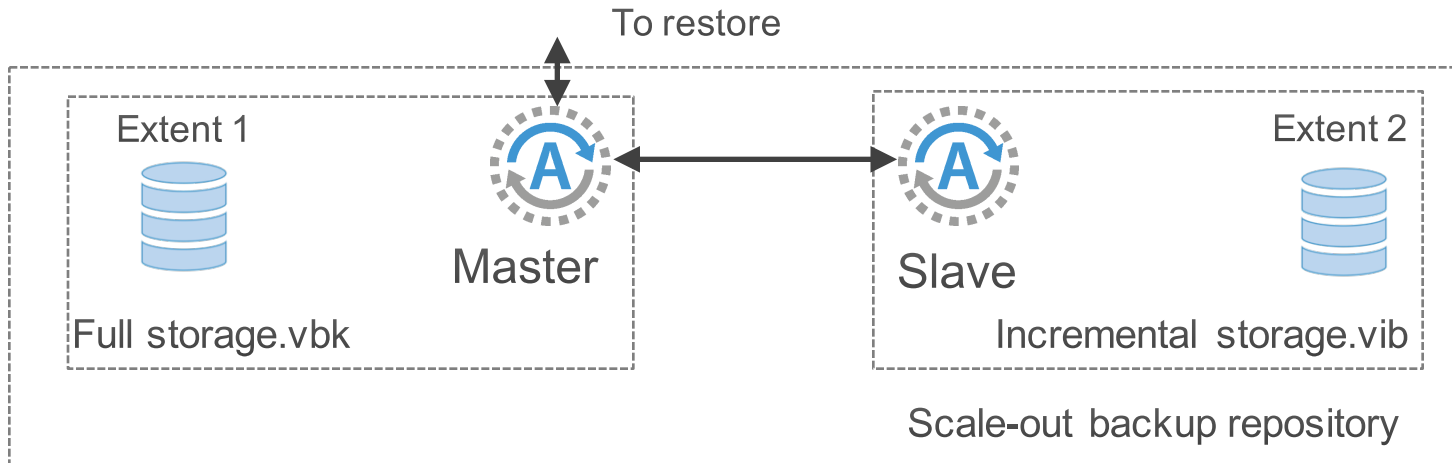 To restore
Extent 1
A
Master
Full storage.vbk
A
Slave
Extent 2
Incremental storage.vib
Scale-out backup repository